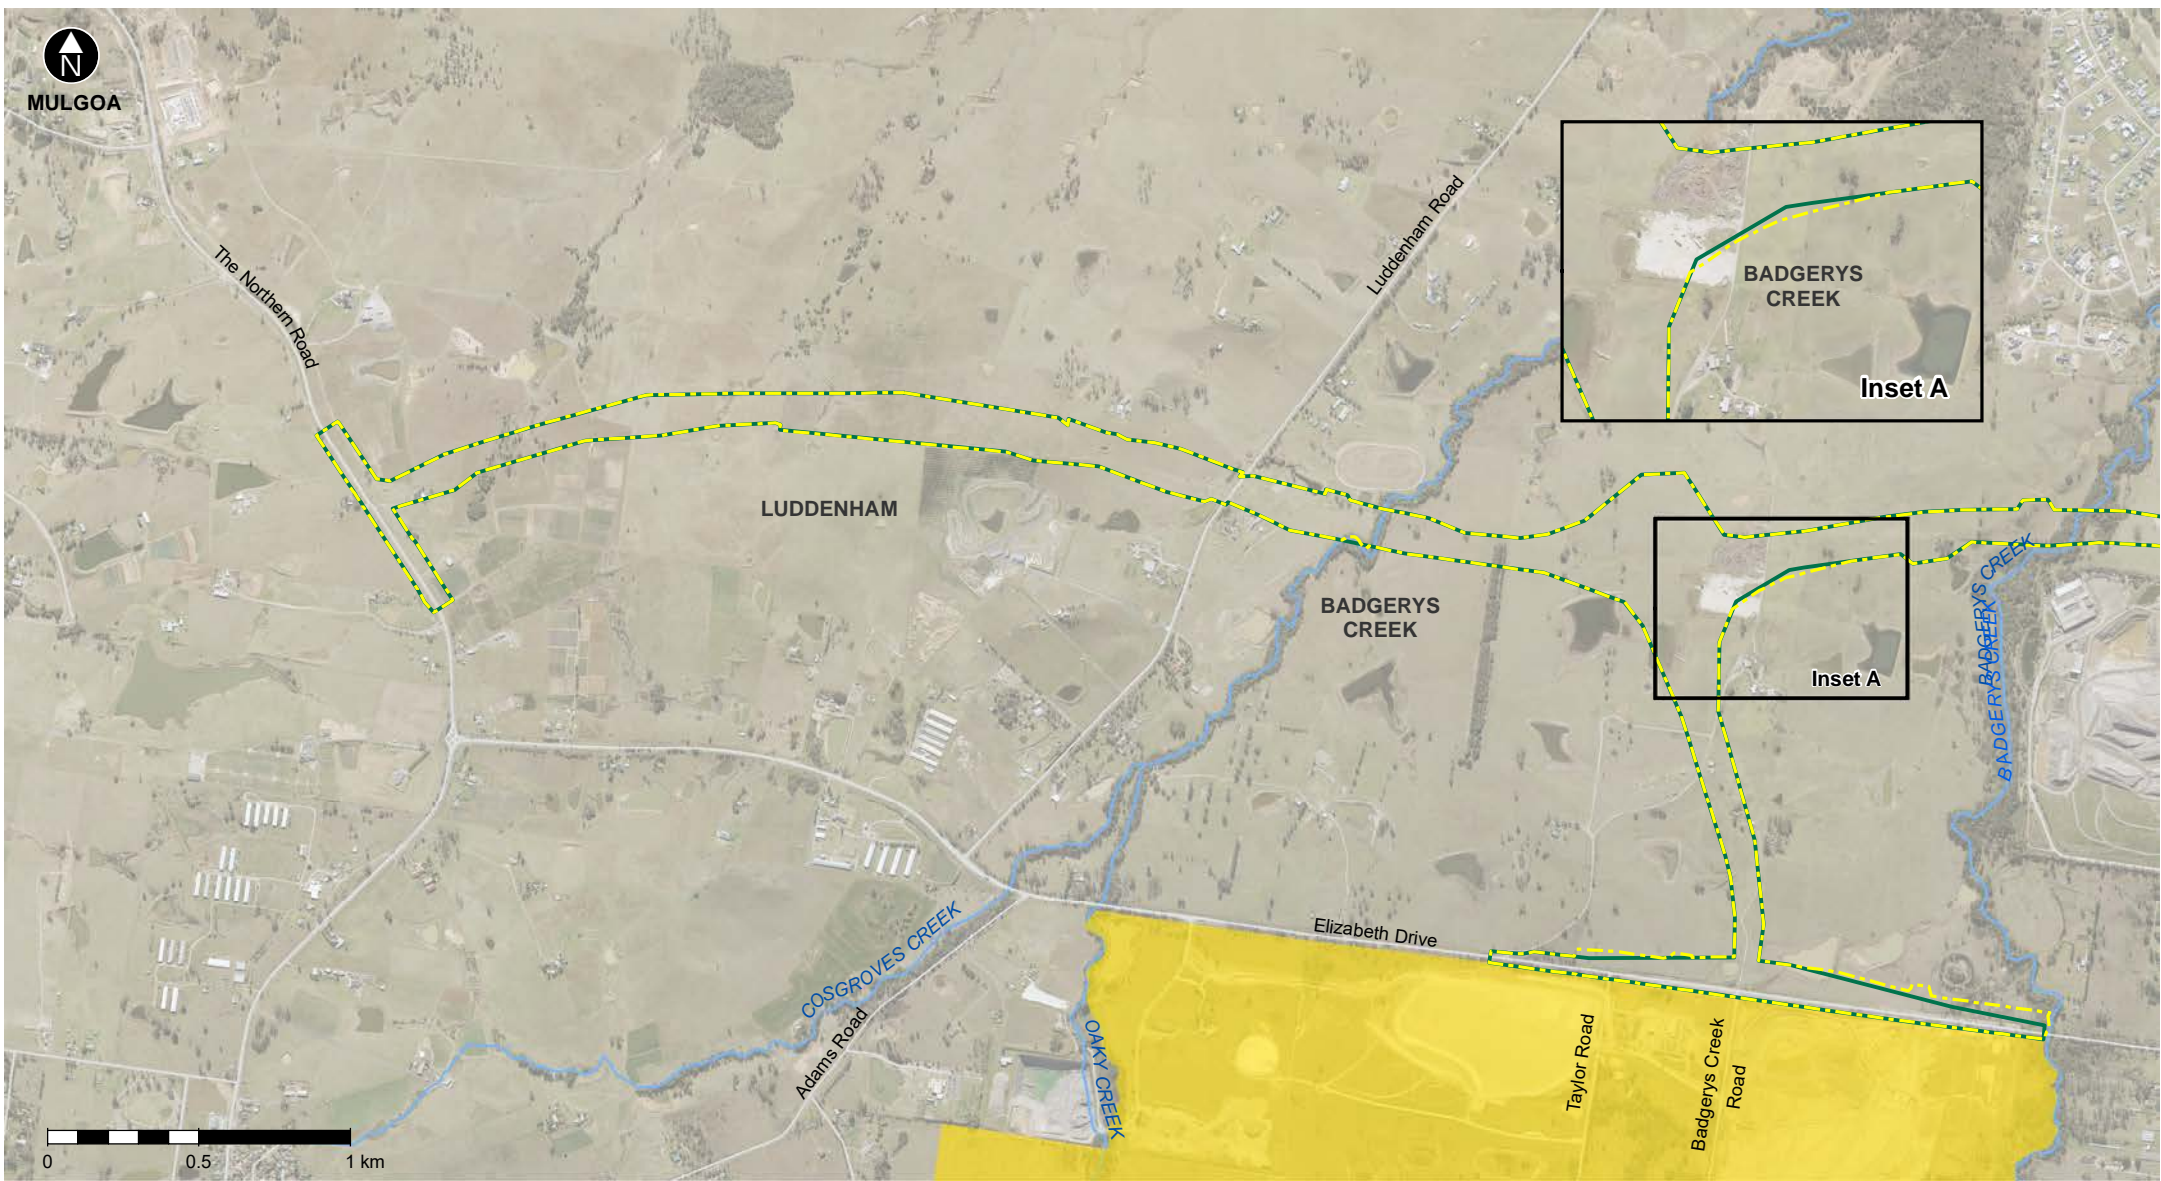 N
MULGOA
The Northern Road
Luddenham Road
BADGERYS
CREEK
Inset A
LUDDENHAM
BADGERYS
CREEK
BADGERYS CREEK
BADGERYS CREEK
Inset A
Elizabeth Drive
COSGROVES CREEK
Adams Road
OAKY CREEK
Taylor Road
Badgerys Creek
Road
0 0.5 1 km